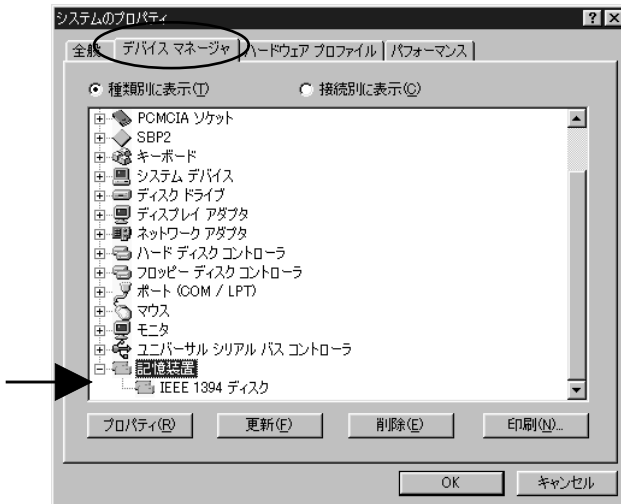 システムのプロパティ
全般 デバイス マネージャ ハードウェア プロファイル パフォーマンス
種類別に表示(T) 接続別に表示(C)
PCMCIA ソケット
SBP2
キーボード
システム デバイス
ディスク ドライブ
ディスプレイ アダプタ
ネットワーク アダプタ
ハード ディスク コントローラ
フロッピー ディスク コントローラ
ポート (COM / LPT)
マウス
モニタ
ユニバーサル シリアル バス コントローラ
記憶装置
IEEE 1394 ディスク
プロパティ(R) 更新(F) 削除(E) 印刷(N)...
OK キャンセル